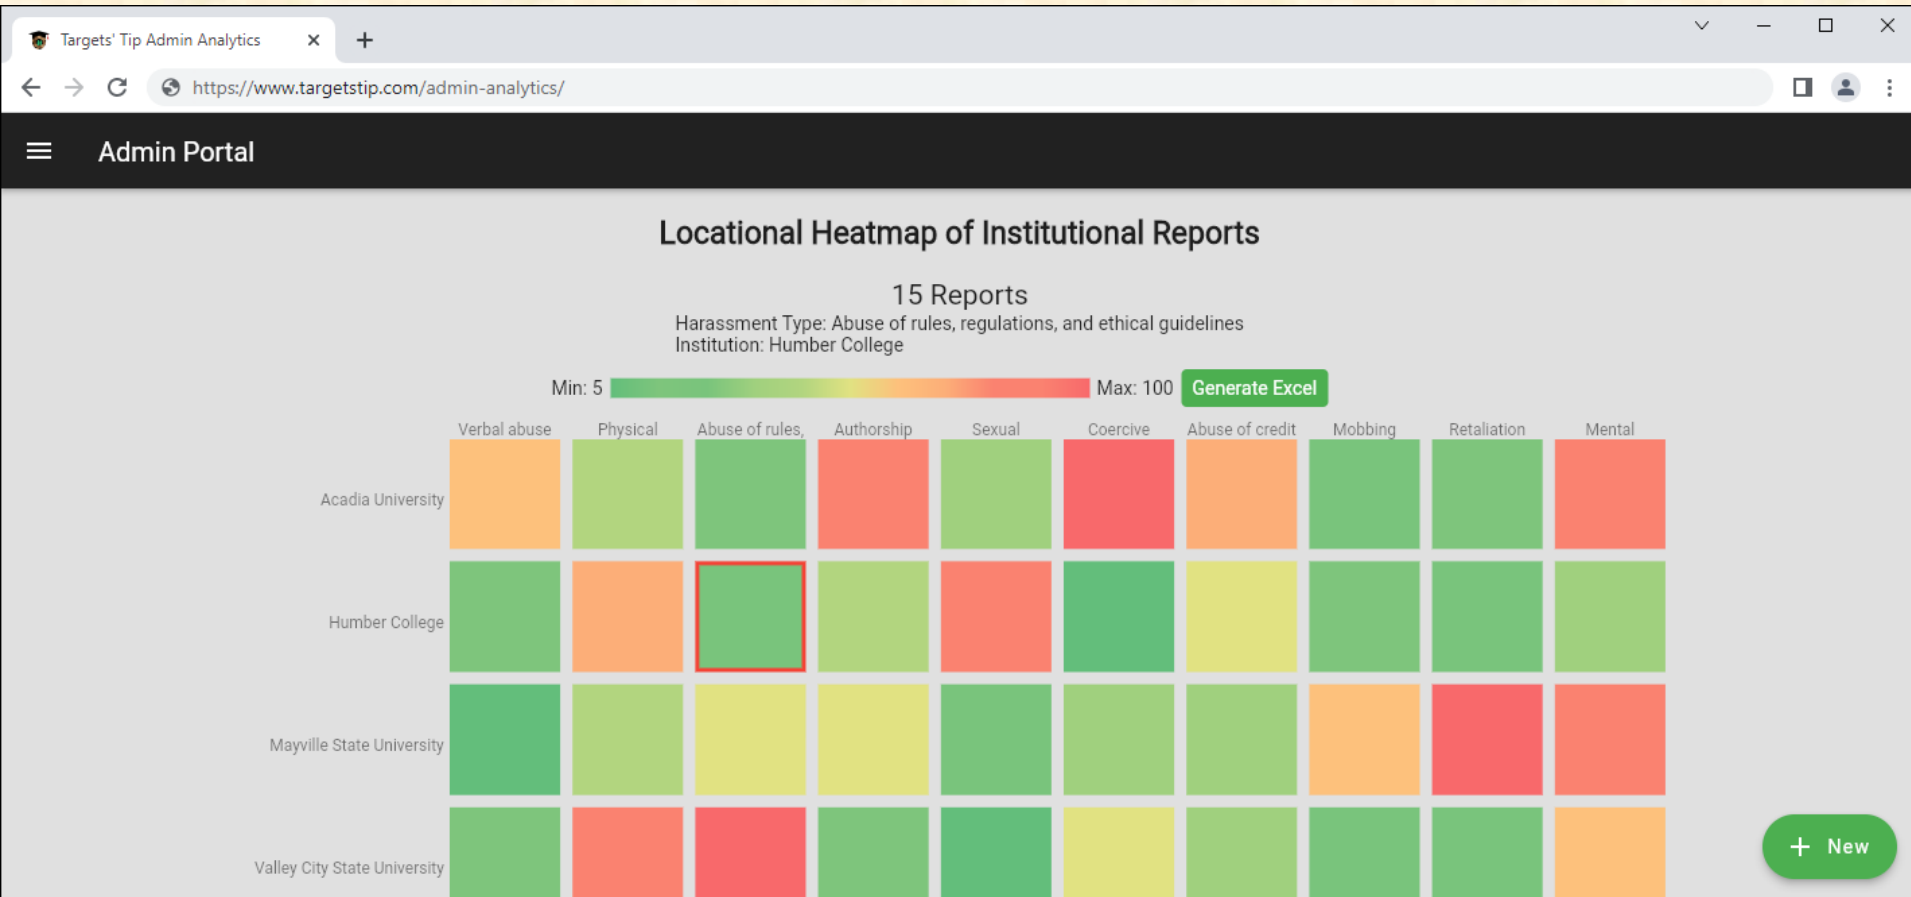 Targets' Tip Admin Analytics
https://www.targetstip.com/admin-analytics/
Admin Portal
Locational Heatmap of Institutional Reports
15 Reports
Harassment Type: Abuse of rules, regulations, and ethical guidelines
Institution: Humber College
Min: 5
Max: 100
Generate Excel
Verbal abuse Physical Abuse of rules, Authorship Sexual Coercive Abuse of credit Mobbing Retaliation Mental
Acadia University
Humber College
Mayville State University
Valley City State University
+ New